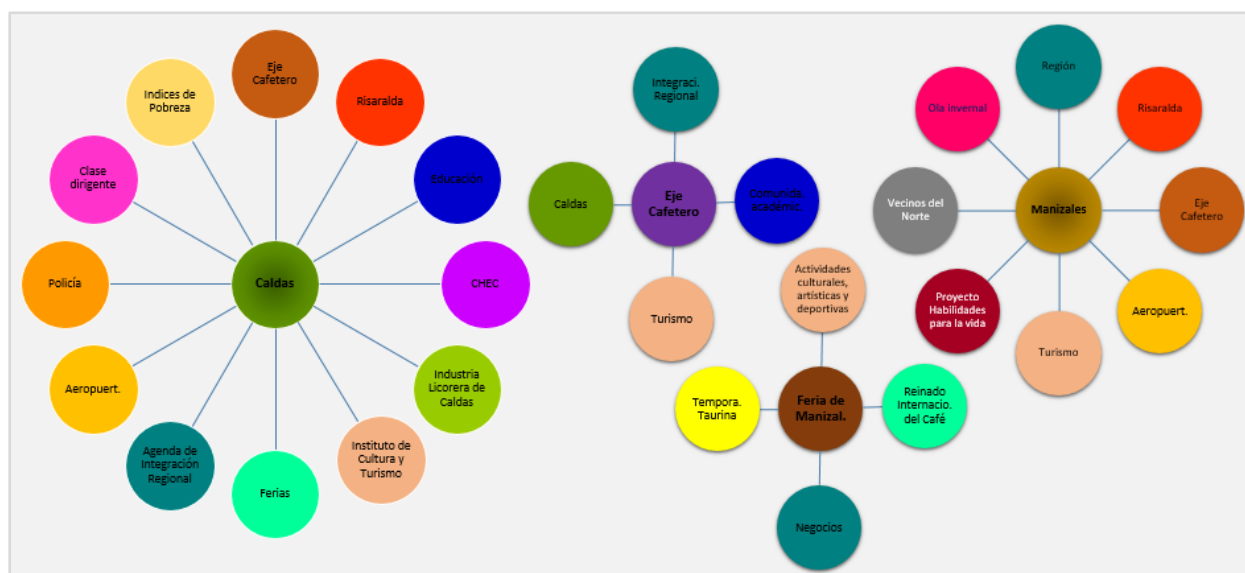 Eje
Cafetero
Risaralda
Educación
CHEC
Industria
Licorera de
Caldas
Instituto de
Cultura y
Turismo
Ferias
Agenda de
Integración
Regional
Aeropuert.
Policía
Clase
dirigente
Indices de
Pobreza
Caldas
Integraci.
Regional
Comunida.
académic.
Turismo
Caldas
Eje
Cafetero
Actividades
culturales,
artísticas y
deportivas
Reinado
Internacio.
del Café
Negocios
Tempora.
Taurina
Feria de
Manizal.
Región
Risaralda
Eje
Cafetero
Aeropuert.
Turismo
Proyecto
Habilidades
para la vida
Vecinos del
Norte
Ola invernal
Manizales